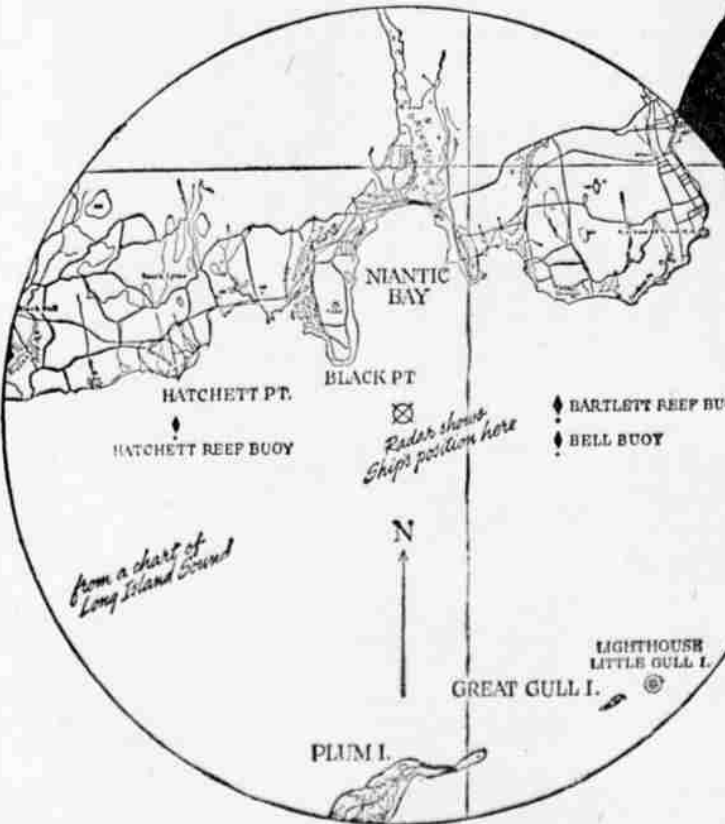 NIANTIC
BAY
BLACK PT
HATCHETT PT.
HATCHETT REEF BUOY
Radar shows
Ship's position here
BARTLETT REEF BU
BELL BUOY
from a chart of
Long Island Sound
N
LIGHTHOUSE
LITTLE GULL I.
GREAT GULL I.
PLUM I.